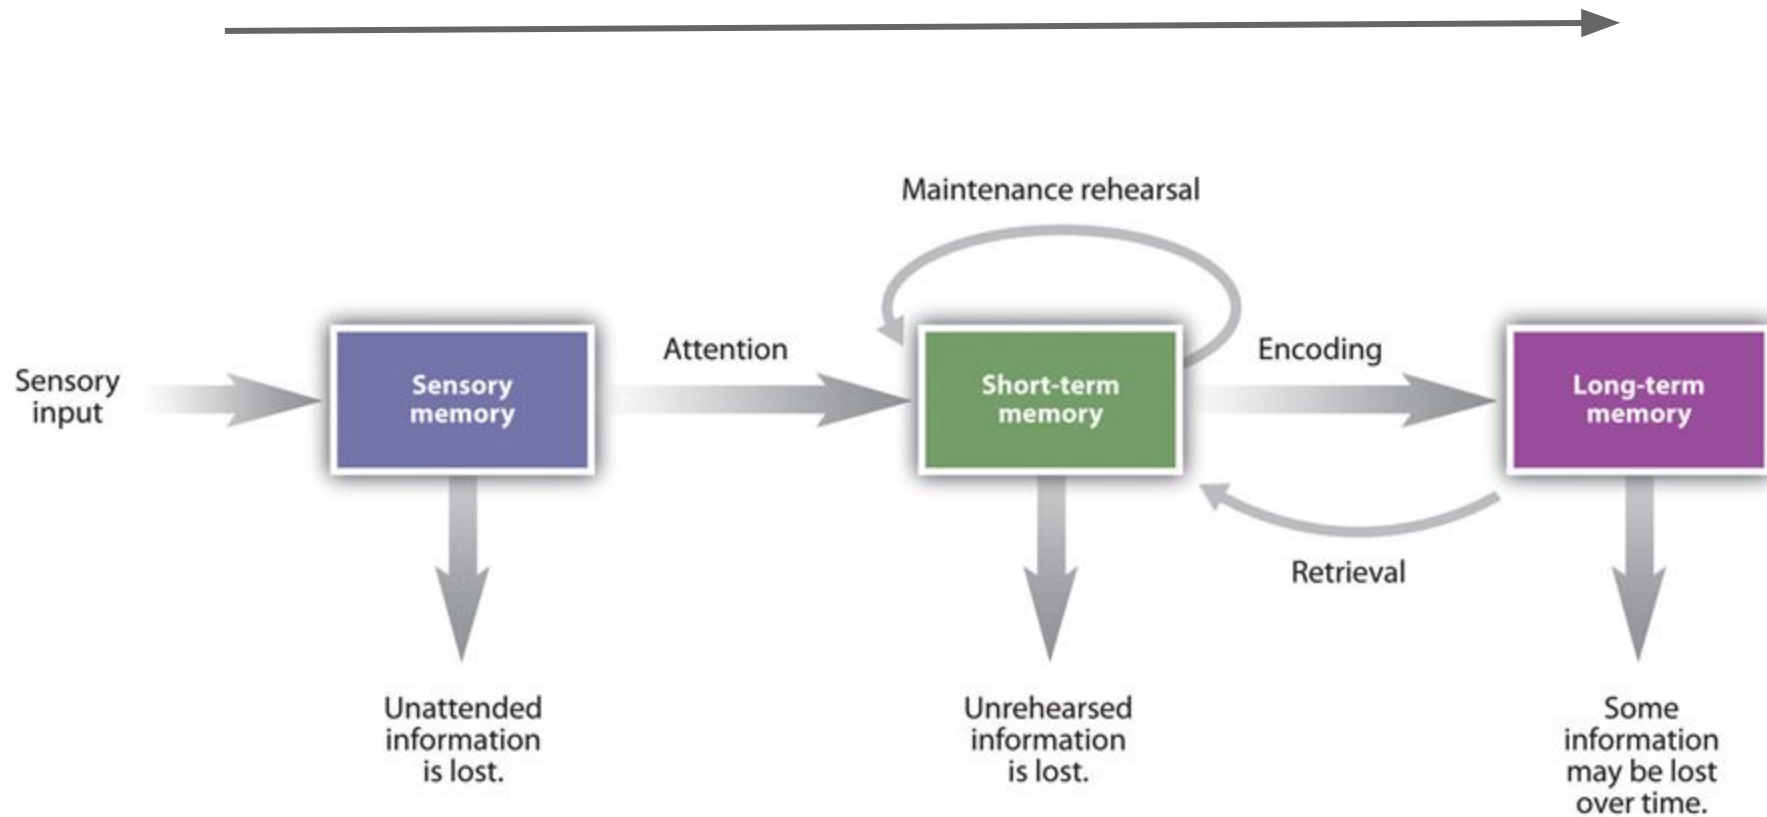 Maintenance rehearsal
Sensory
input
Sensory
memory
Attention
Short-term
memory
Encoding
Long-term
memory
Retrieval
Unattended
information
is lost.
Unrehearsed
information
is lost.
Some
information
may be lost
over time.